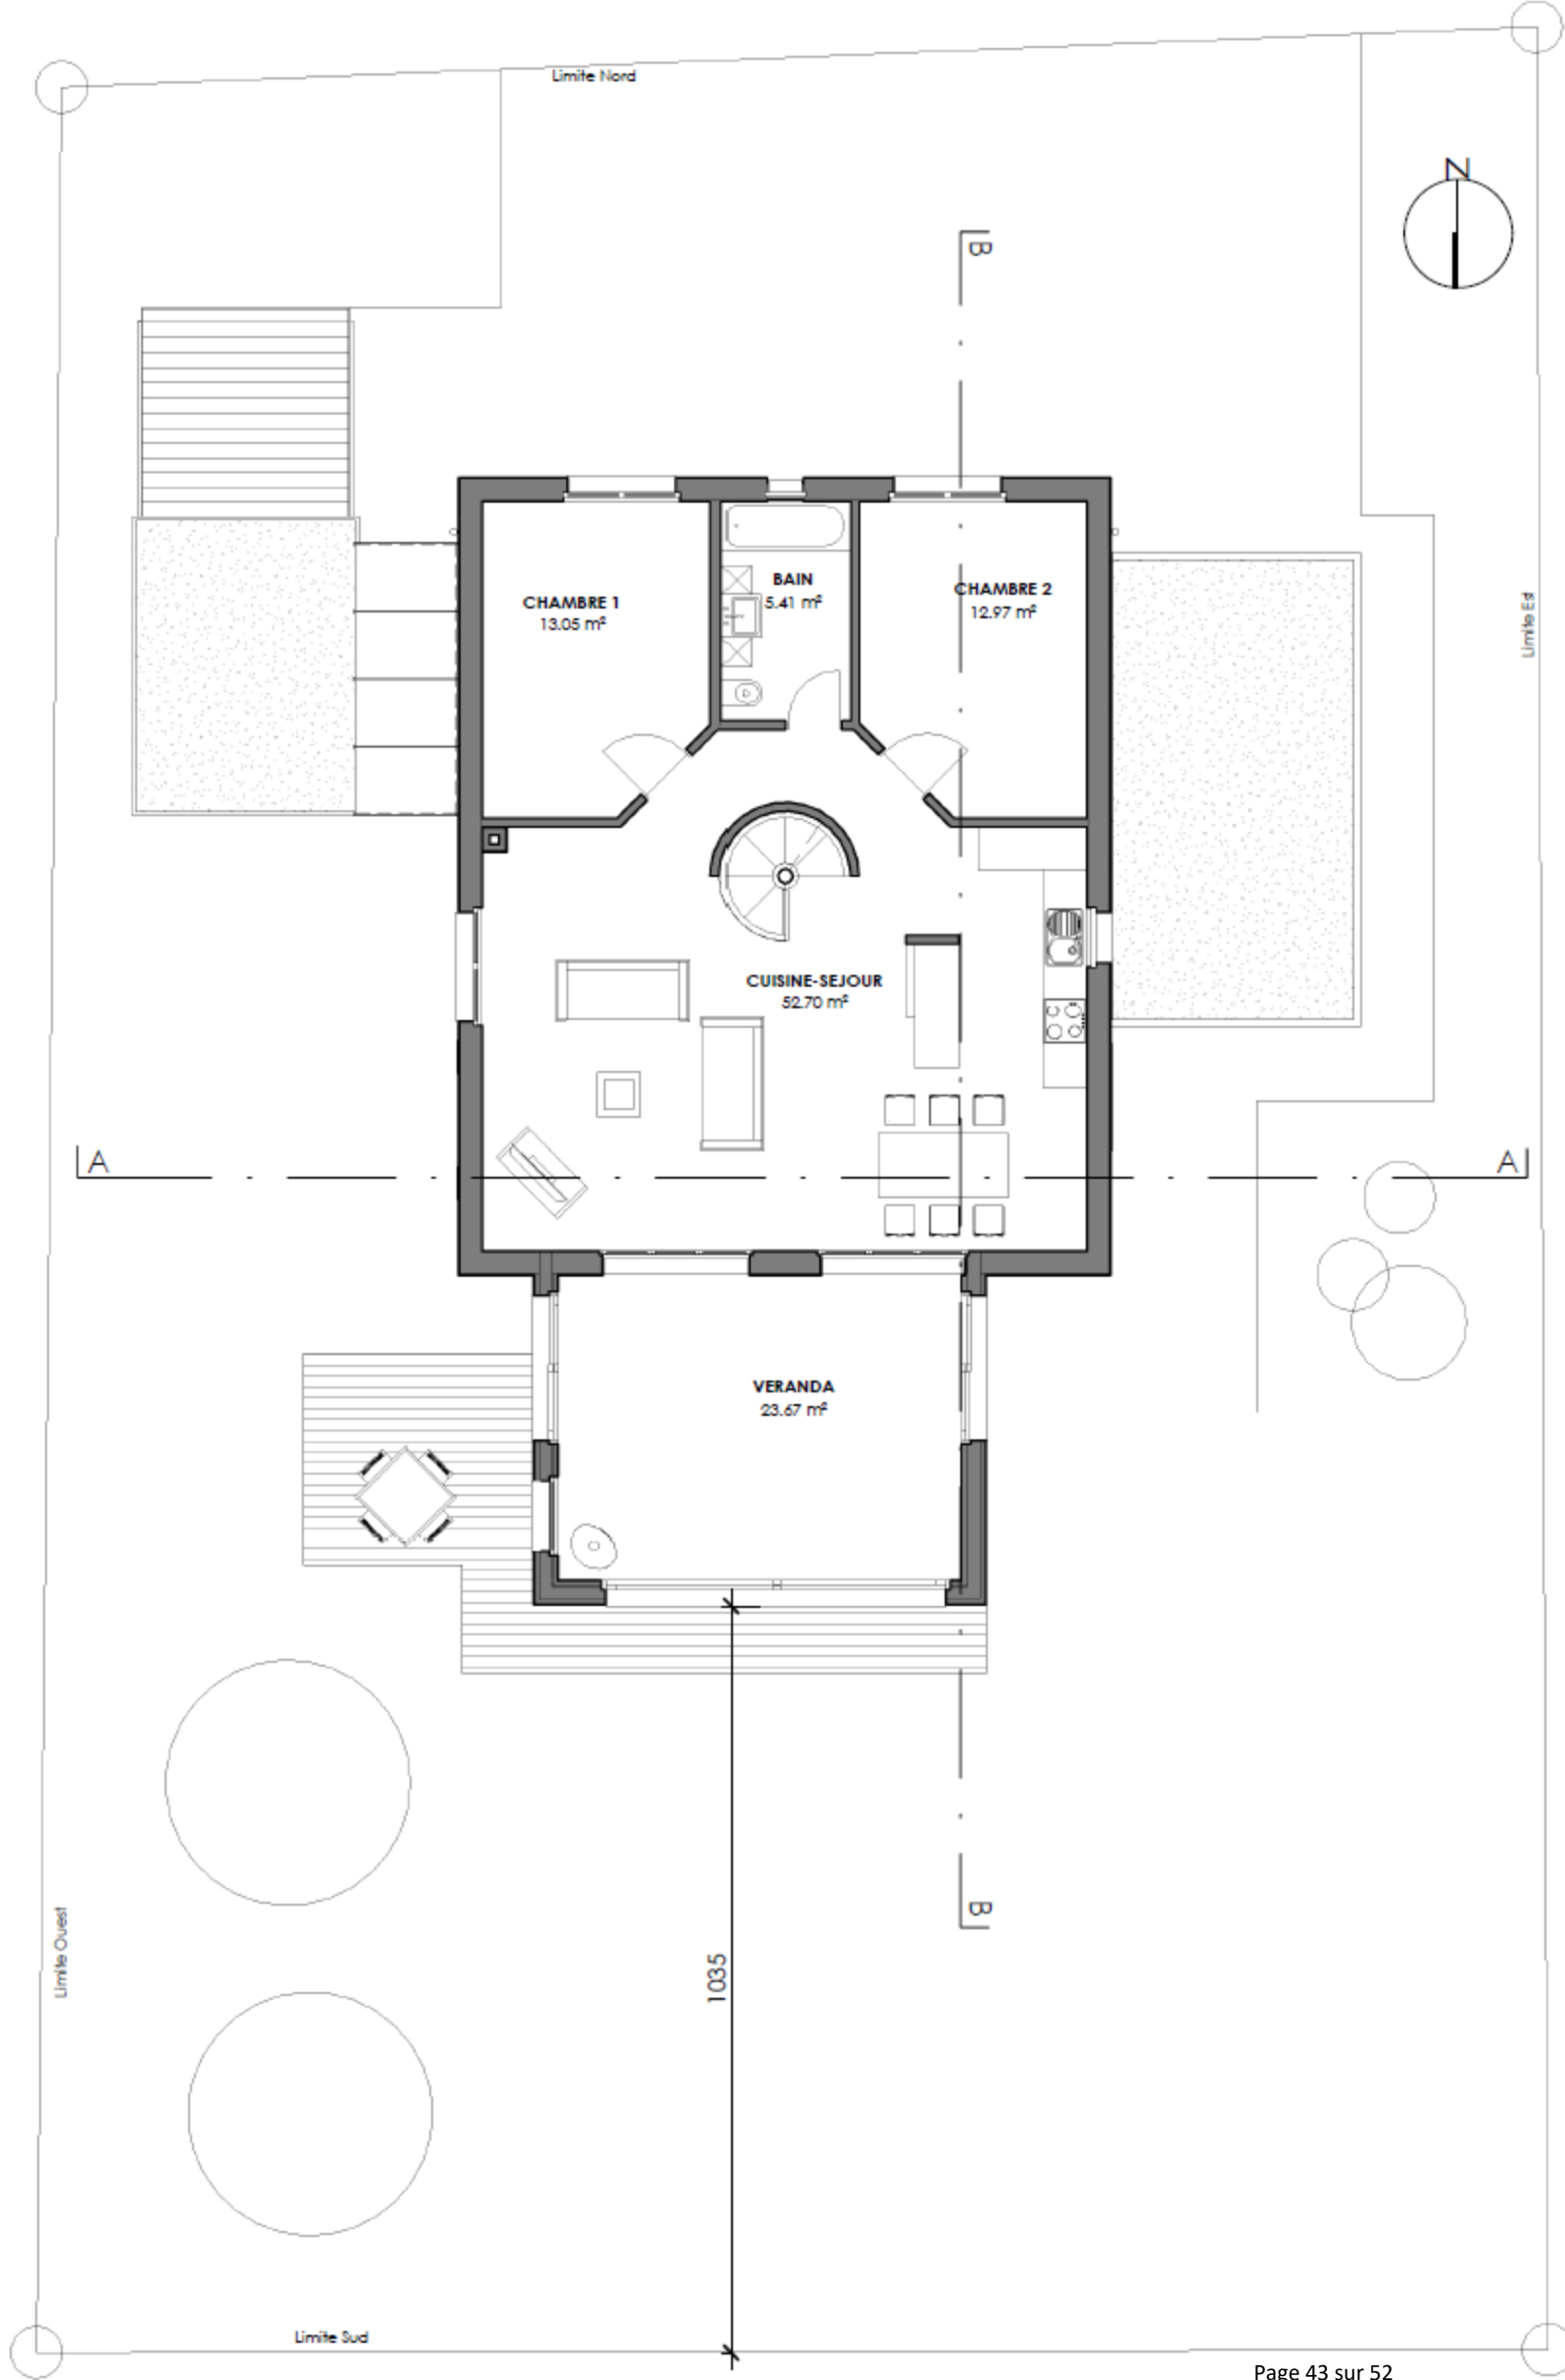 Limite Nord
N
B
Limite Est
BAIN
5.41 m²
CHAMBRE 1
13.05 m²
CHAMBRE 2
12.97 m²
CUISINE-SEJOUR
52.70 m²
A
A
VERANDA
23.67 m²
B
Limite Ouest
1035
Limite Sud
Page 43 sur 52